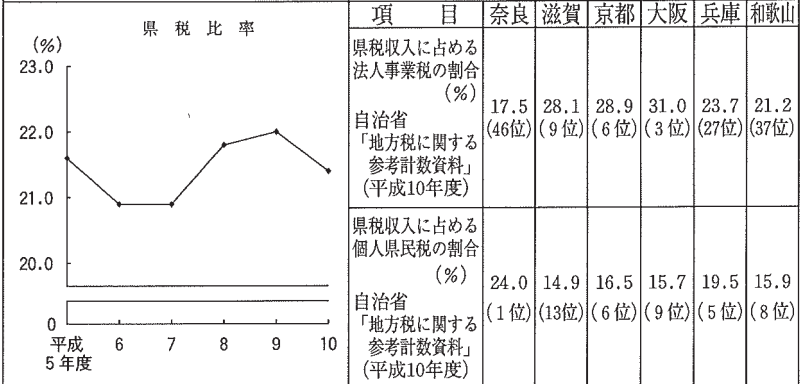 県税比率
(%)
23.0
22.0
21.0
20.0
0
平成
5年度 6 7 8 9 10
項 目 奈良 滋賀 京都 大阪 兵庫 和歌山
県税収入に占める
法人事業税の割合
(%)
自治省
「地方税に関する
参考計数資料」
(平成10年度)
17.5 28.1 28.9 31.0 23.7 21.2
(46位) (9位) (6位) (3位) (27位) (37位)
県税収入に占める
個人県民税の割合
(%)
自治省
「地方税に関する
参考計数資料」
(平成10年度)
24.0 14.9 16.5 15.7 19.5 15.9
(1位) (13位) (6位) (9位) (5位) (8位)